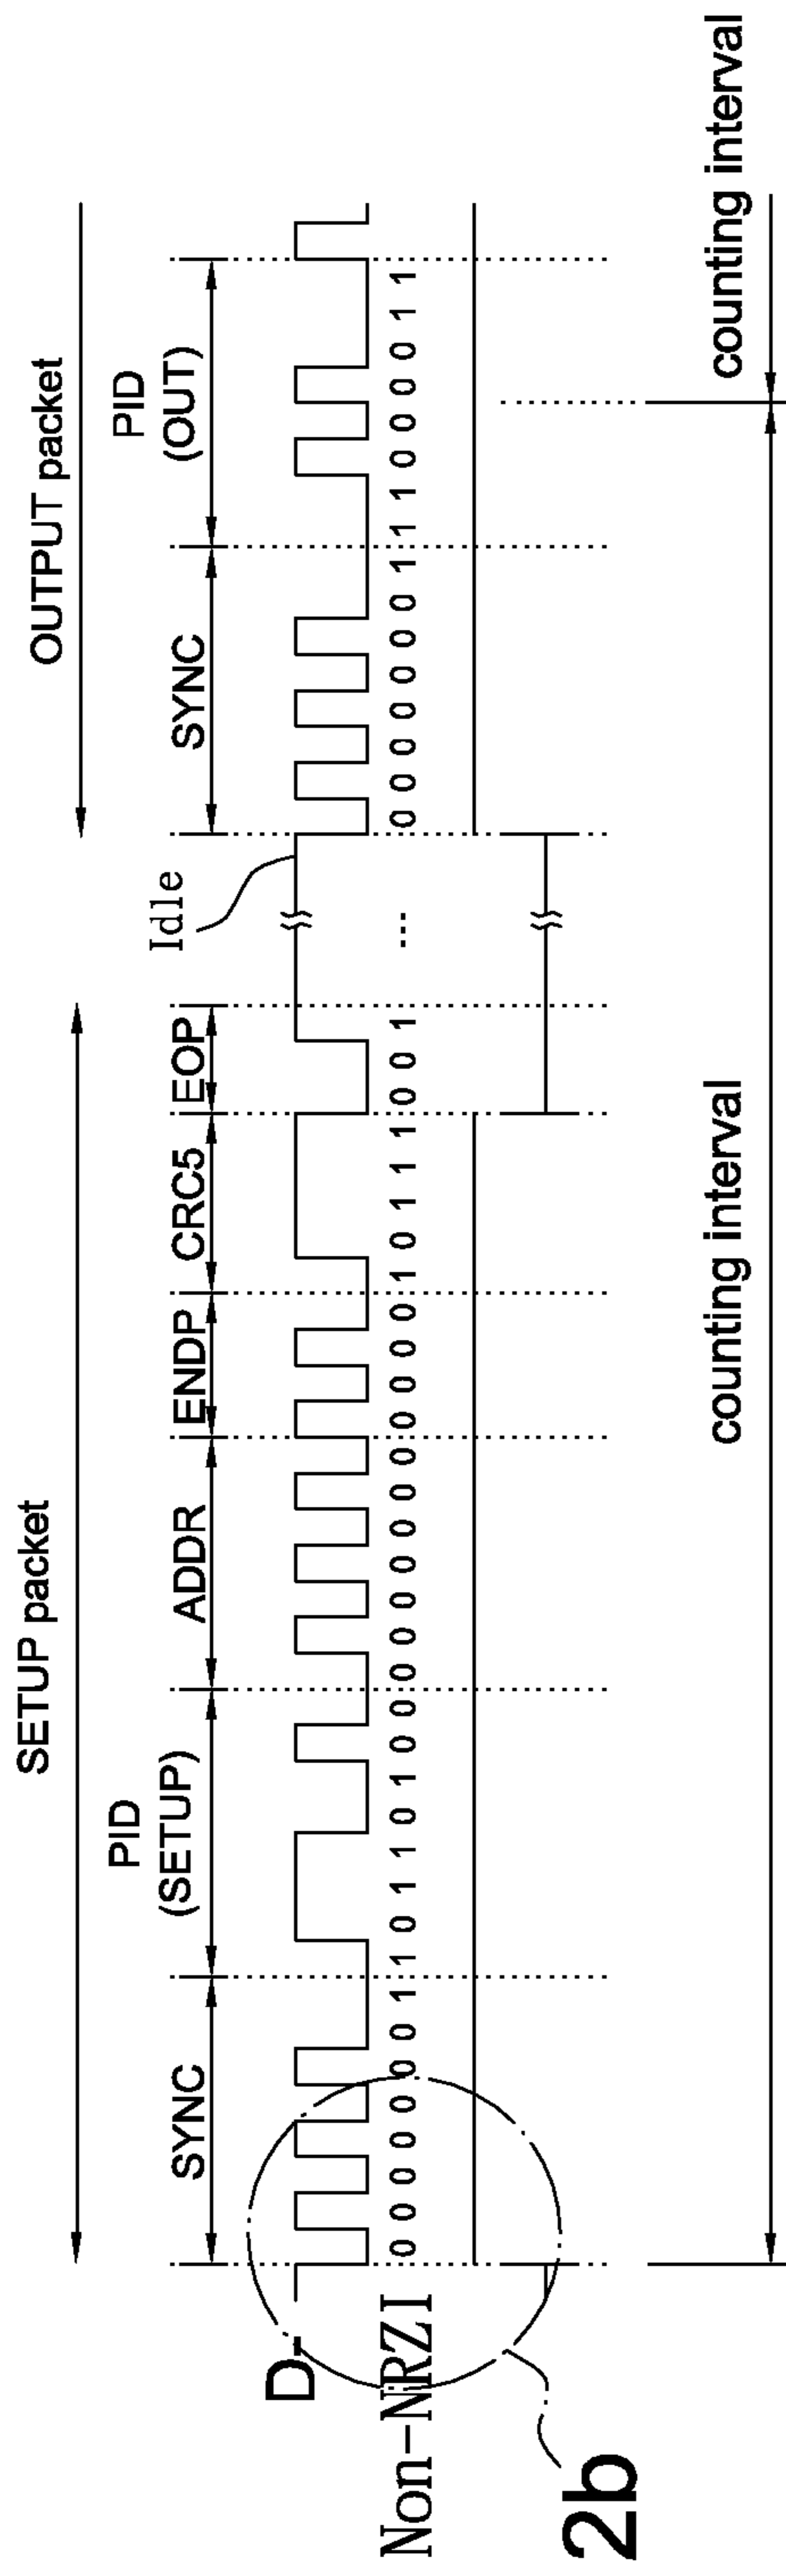 SETUP packet
OUTPUT packet
SYNC
PID
(SETUP)
ADDR
ENDP
CRC5
EOP
Idle
SYNC
PID
(OUT)
D-
Non-NRZI
0 0 0 0 0 0 0 1 1 0 1 1 0 1 0 0 0 0 0 0 0 0 0 0 0 0 0 1 0 1 1 1 0 0 1 ... 0 0 0 0 0 0 0 1 1 1 0 0 0 0 1 1
2b
counting interval
counting interval